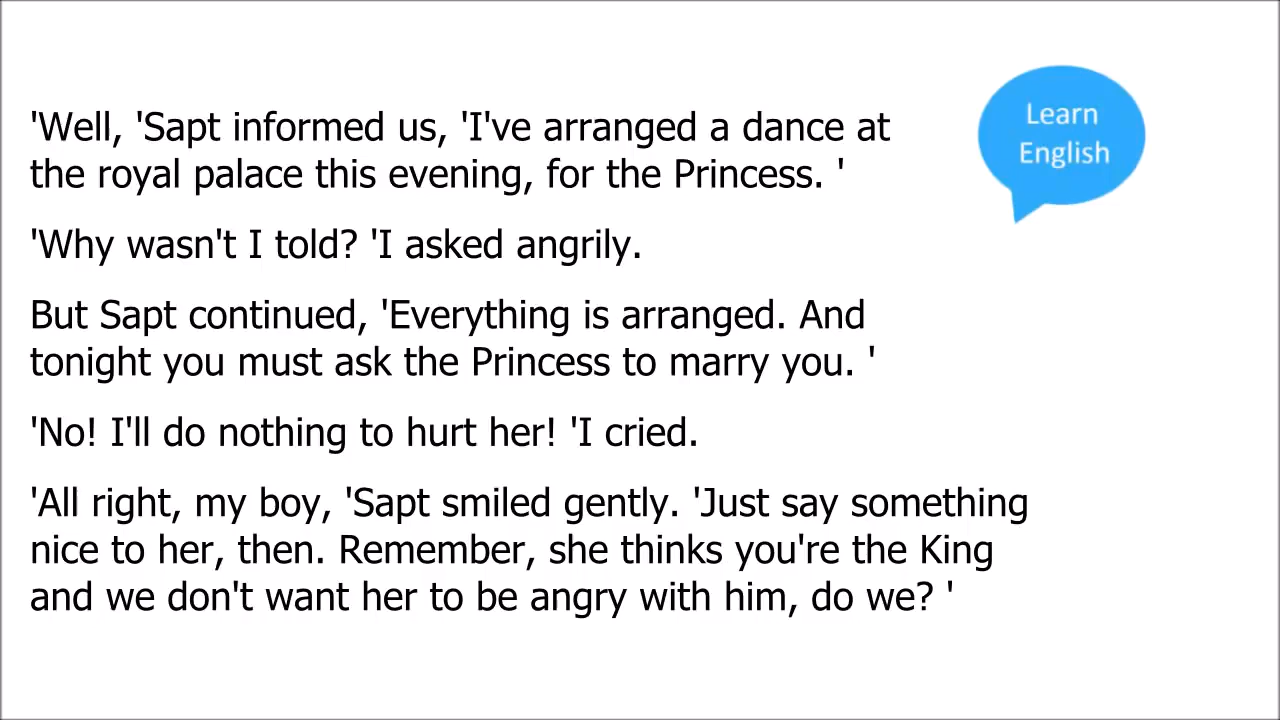 'Well, 'Sapt informed us, 'I've arranged a dance at
the royal palace this evening, for the Princess. '
'Why wasn't I told? 'I asked angrily.
But Sapt continued, 'Everything is arranged. And
tonight you must ask the Princess to marry you. '
'No! I'll do nothing to hurt her! 'I cried.
'All right, my boy, 'Sapt smiled gently. 'Just say something
nice to her, then. Remember, she thinks you're the King
and we don't want her to be angry with him, do we? '
Learn
English